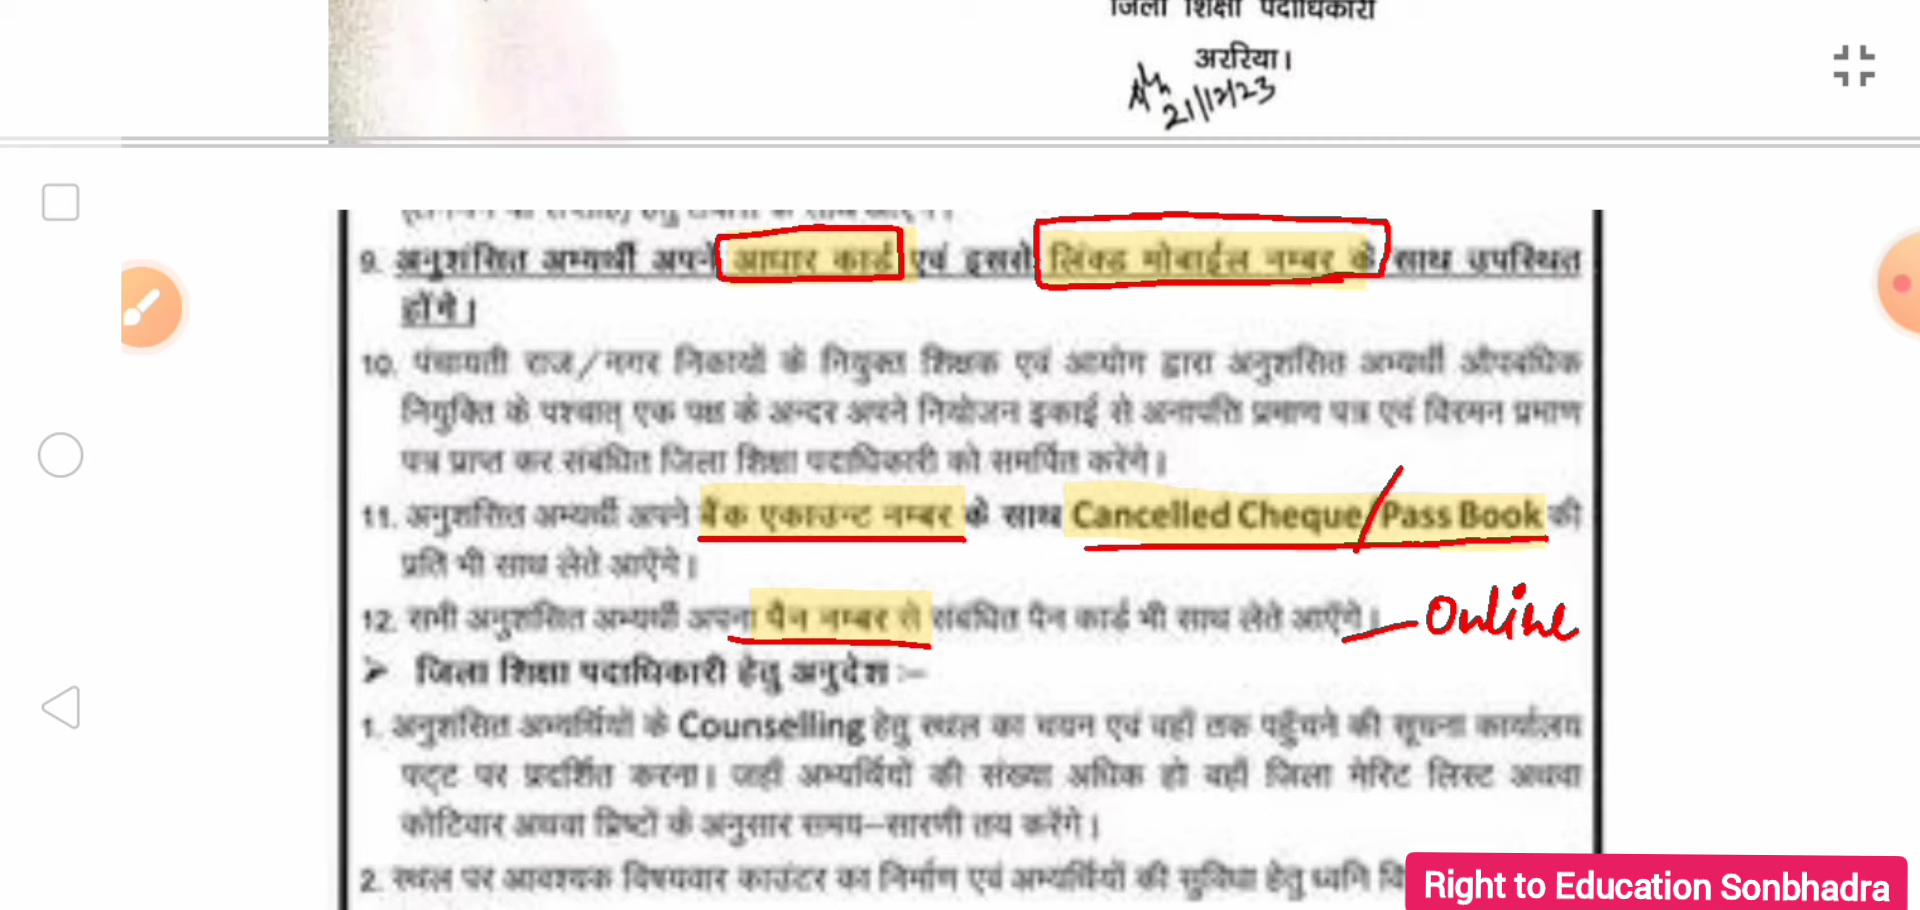 जिला शिक्षा पदाधिकारी
अररिया।
21/12/23
9. अनुशंसित अभ्यर्थी अपने आधार कार्ड एवं इससे लिंक्ड मोबाईल नम्बर के साथ उपस्थित
होंगे।
10. पंचायती राज/नगर निकायों के नियुक्त शिक्षक एवं आयोग द्वारा अनुशंसित अभ्यर्थी औपबंधिक
नियुक्ति के पश्चात् एक पक्ष के अन्दर अपने नियोजन इकाई से अनापत्ति प्रमाण पत्र एवं विरमन प्रमाण
पत्र प्राप्त कर संबंधित जिला शिक्षा पदाधिकारी को समर्पित करेंगे।
11. अनुशंसित अभ्यर्थी अपने बैंक एकाउन्ट नम्बर के साथ Cancelled Cheque/Pass Book की
प्रति भी साथ लेते आऐंगे।
12. सभी अनुशंसित अभ्यर्थी अपना पैन नम्बर से संबंधित पैन कार्ड भी साथ लेते आऐंगे। Online
➤ जिला शिक्षा पदाधिकारी हेतु अनुदेश :–
1. अनुशंसित अभ्यर्थियों के Counselling हेतु स्थल का चयन एवं वहाँ तक पहुँचने की सूचना कार्यालय
पट्ट पर प्रदर्शित करना। जहाँ अभ्यर्थियों की संख्या अधिक हो वहाँ जिला मेरिट लिस्ट अथवा
कोटिवार अथवा प्रिष्टों के अनुसार समय–सारणी तय करेंगे।
2. स्थल पर आवश्यक विषयवार काउंटर का निर्माण एवं अभ्यर्थियों की सुविधा हेतु ध्वनि
Right to Education Sonbhadra